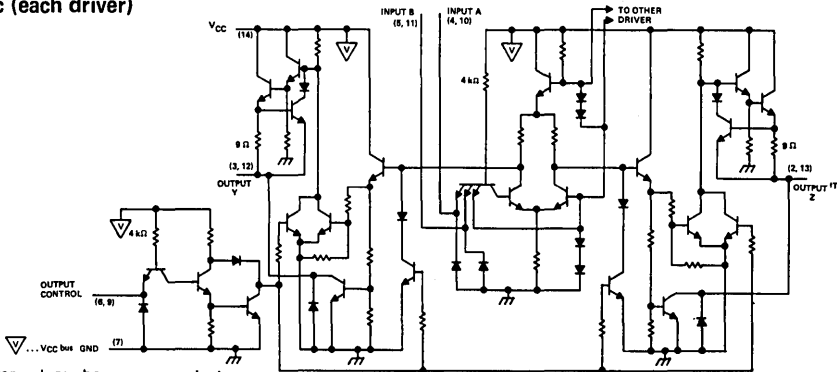 c (each driver)
INPUT B INPUT A
(5, 11) (4, 10)
TO OTHER
DRIVER
VCC
(14)
V
V
4 kΩ
9 Ω
9 Ω
(3, 12)
OUTPUT
Y
(2, 13)
OUTPUT
Z
V
4 kΩ
OUTPUT
CONTROL
(6, 9)
V ...VCC bus GND (7)